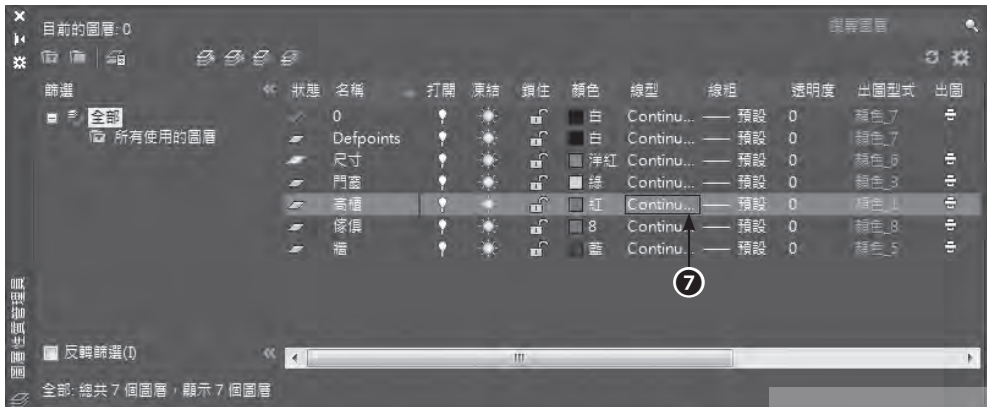 目前的圖層: 0
搜尋圖層
篩選 狀態 名稱 打開 凍結 鎖住 顏色 線型 線粗 透明度 出圖型式 出圖
全部
所有使用的圖層
0 白 Continu... 預設 0 顏色_7
Defpoints 白 Continu... 預設 0 顏色_7
尺寸 洋紅 Continu... 預設 0 顏色_6
門窗 綠 Continu... 預設 0 顏色_3
高櫃 紅 Continu... 預設 0 顏色_1
傢俱 8 Continu... 預設 0 顏色_8
牆 藍 Continu... 預設 0 顏色_5
7
反轉篩選(I)
全部: 總共 7 個圖層，顯示 7 個圖層
圖層性質管理員